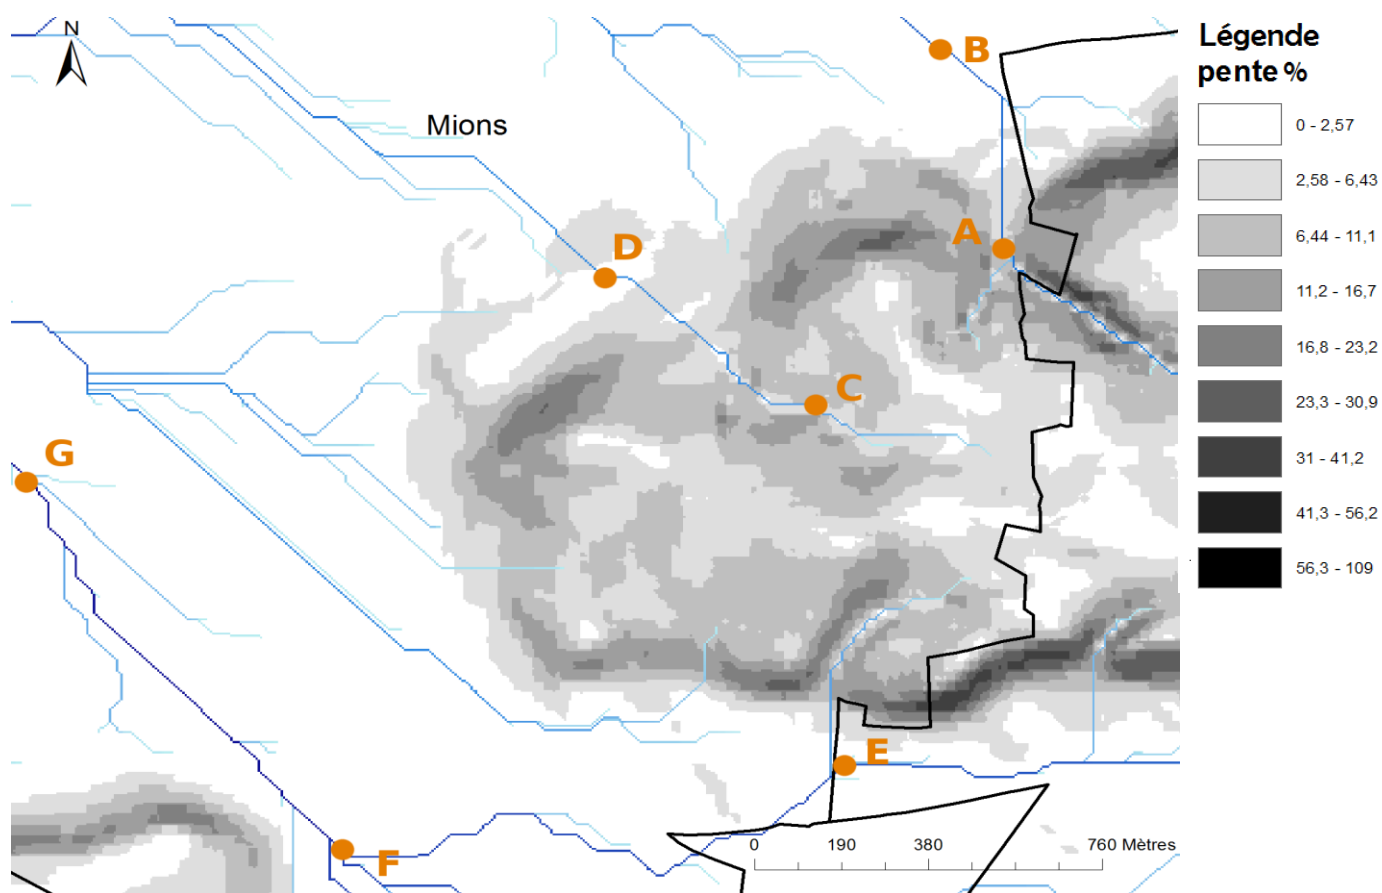 N
Mions
A
B
C
D
E
F
G
0 190 380 760 Mètres
Légende
pente %
0 - 2,57
2,58 - 6,43
6,44 - 11,1
11,2 - 16,7
16,8 - 23,2
23,3 - 30,9
31 - 41,2
41,3 - 56,2
56,3 - 109